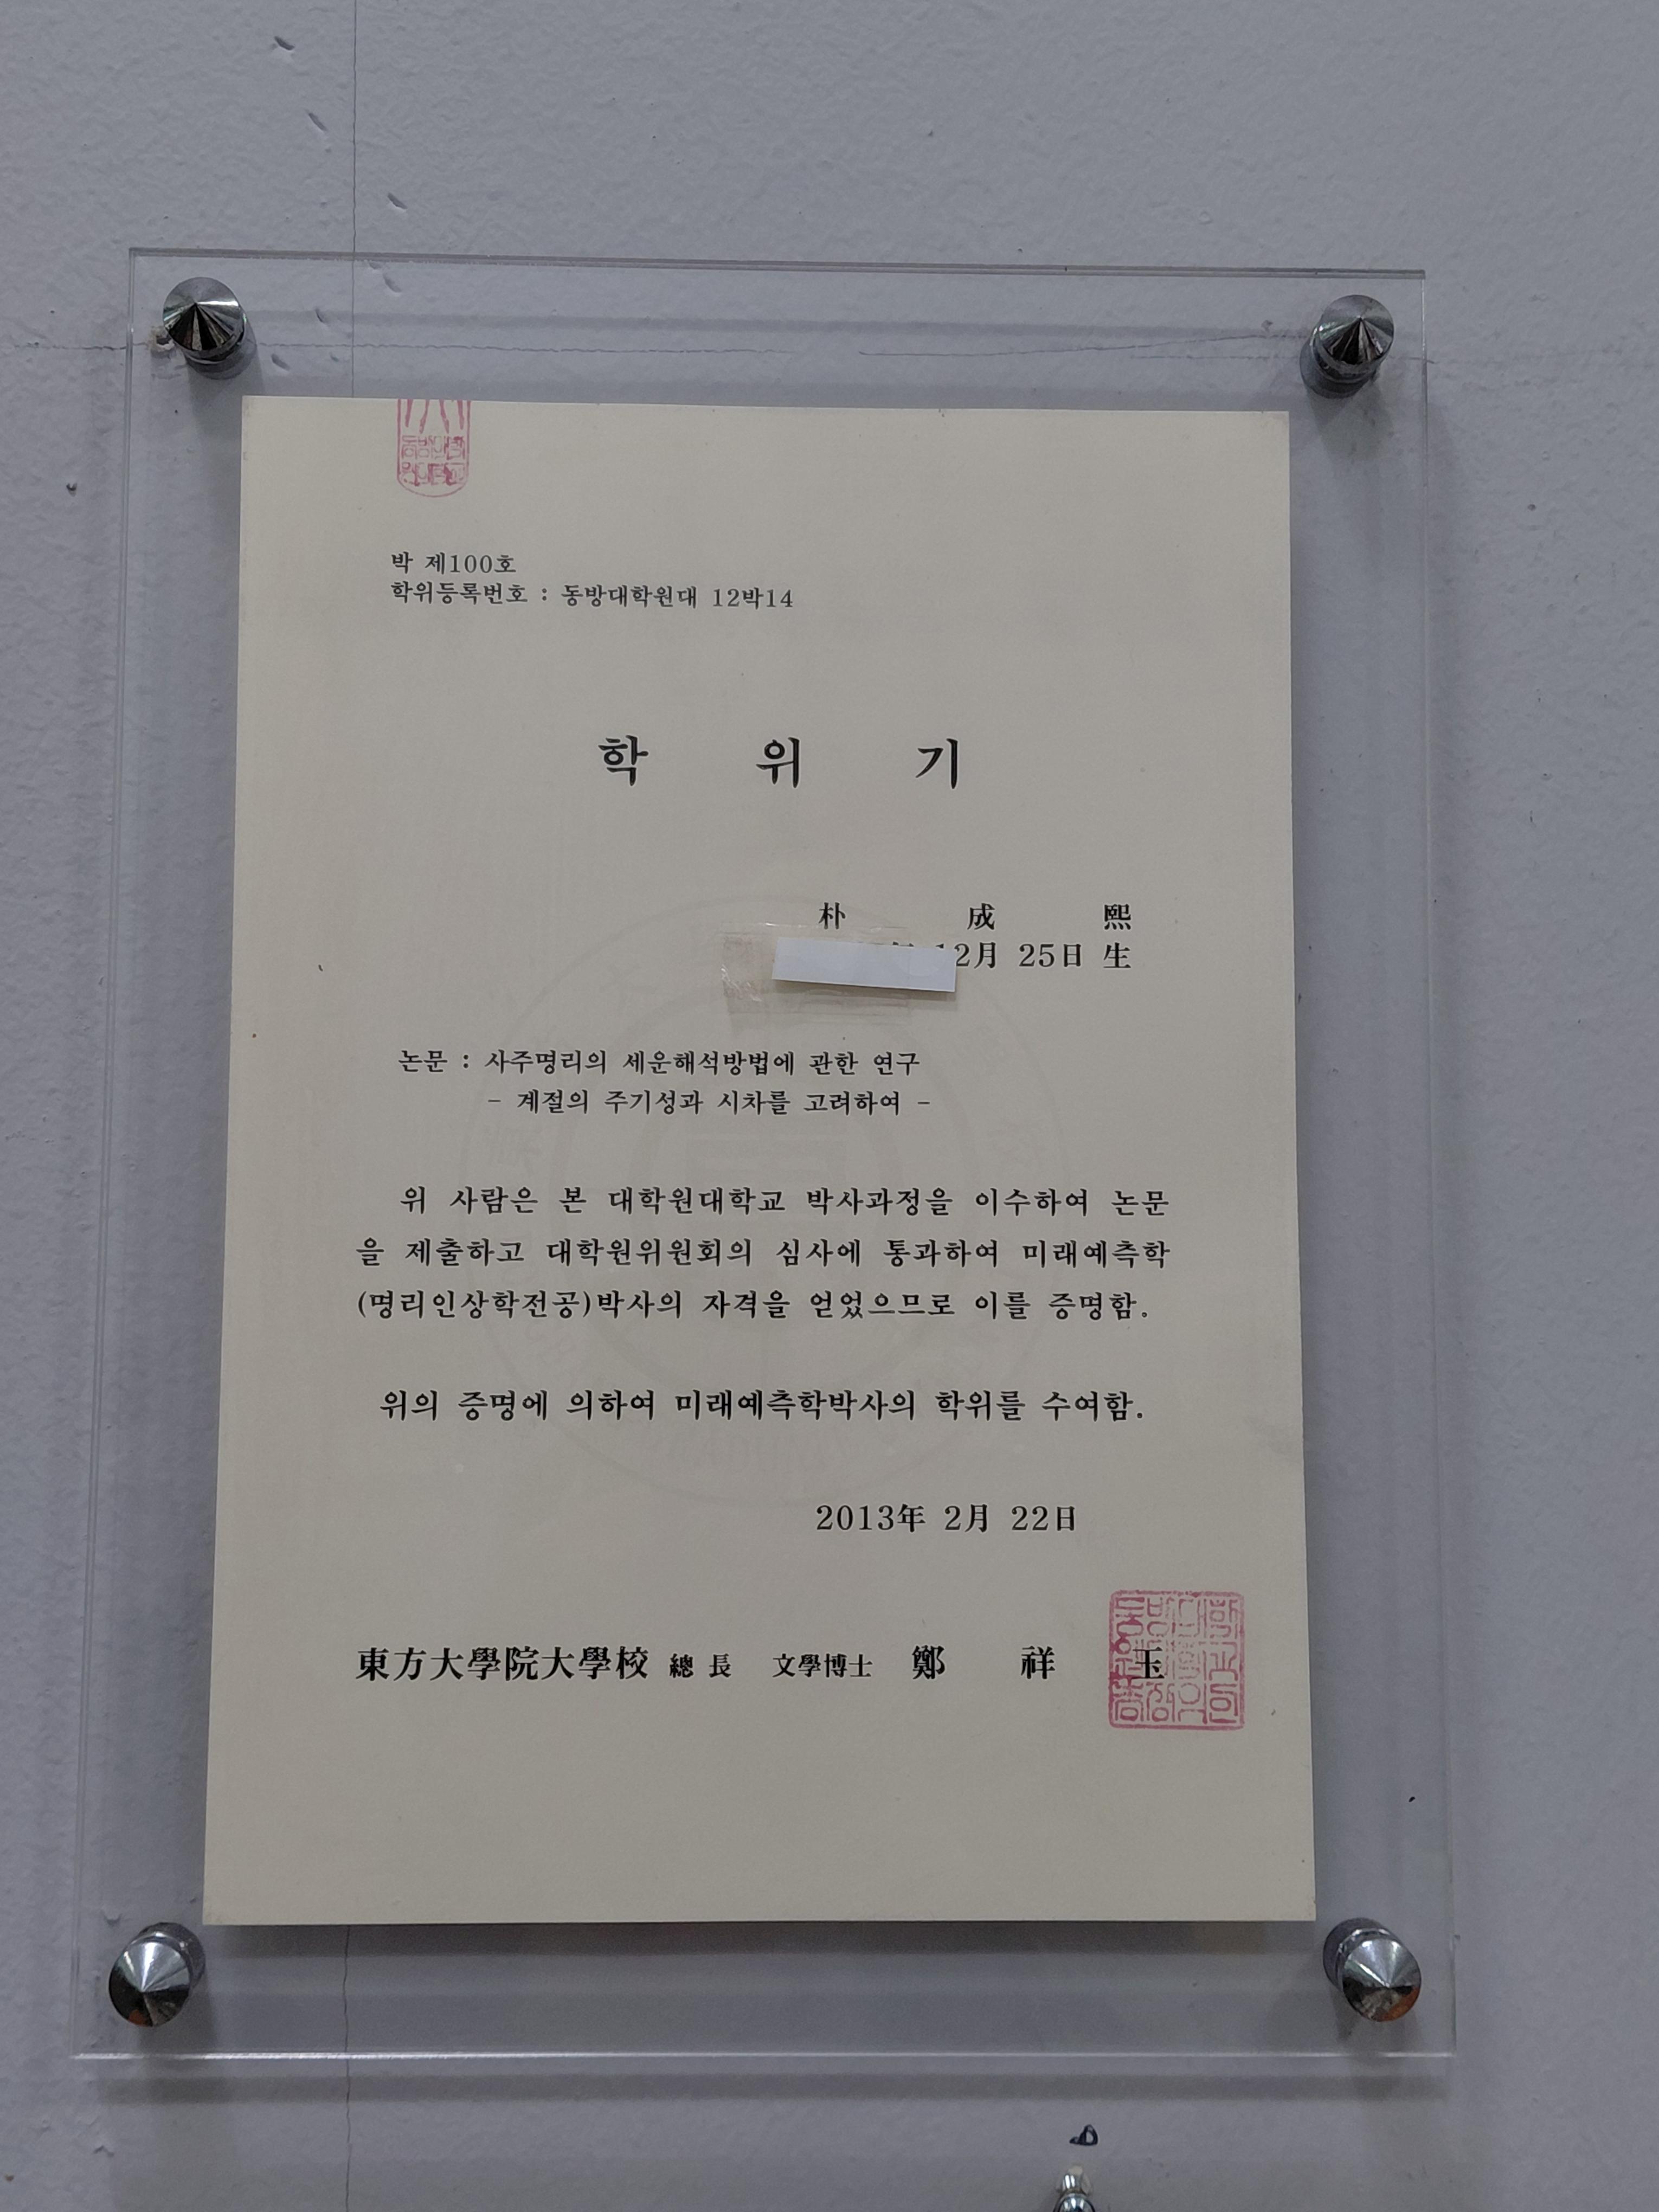 박 제100호
학위등록번호 : 동방대학원대 12박14
학 위 기
朴 成 熙
12月 25日 生
논문 : 사주명리의 세운해석방법에 관한 연구
- 계절의 주기성과 시차를 고려하여 -
위 사람은 본 대학원대학교 박사과정을 이수하여 논문
을 제출하고 대학원위원회의 심사에 통과하여 미래예측학
(명리인상학전공)박사의 자격을 얻었으므로 이를 증명함.
위의 증명에 의하여 미래예측학박사의 학위를 수여함.
2013年 2月 22日
東方大學院大學校 總 長 文學博士 鄭 祥 玉